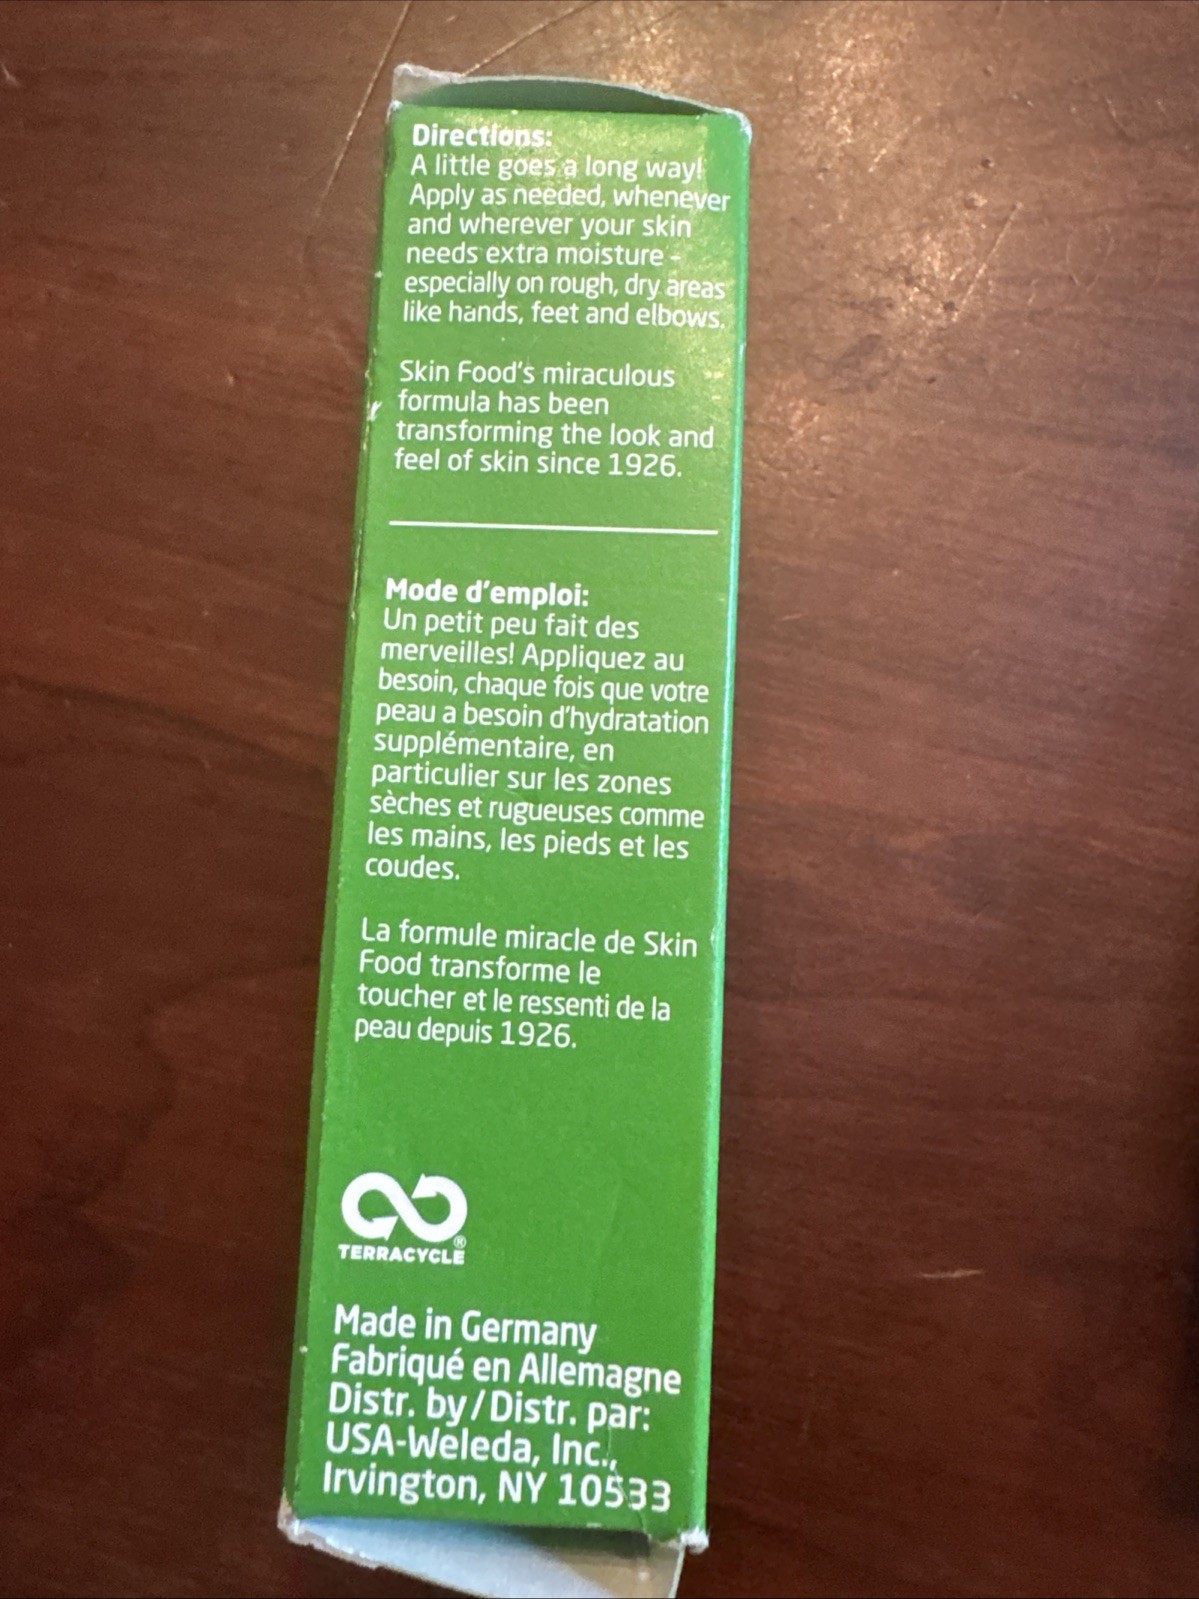 Directions:
A little goes a long way!
Apply as needed, whenever
and wherever your skin
needs extra moisture -
especially on rough, dry areas
like hands, feet and elbows.
Skin Food's miraculous
formula has been
transforming the look and
feel of skin since 1926.
Mode d'emploi:
Un petit peu fait des
merveilles! Appliquez au
besoin, chaque fois que votre
peau a besoin d'hydratation
supplémentaire, en
particulier sur les zones
sèches et rugueuses comme
les mains, les pieds et les
coudes.
La formule miracle de Skin
Food transforme le
toucher et le ressenti de la
peau depuis 1926.
TERRACYCLE®
Made in Germany
Fabriqué en Allemagne
Distr. by/Distr. par:
USA-Weleda, Inc.,
Irvington, NY 10533